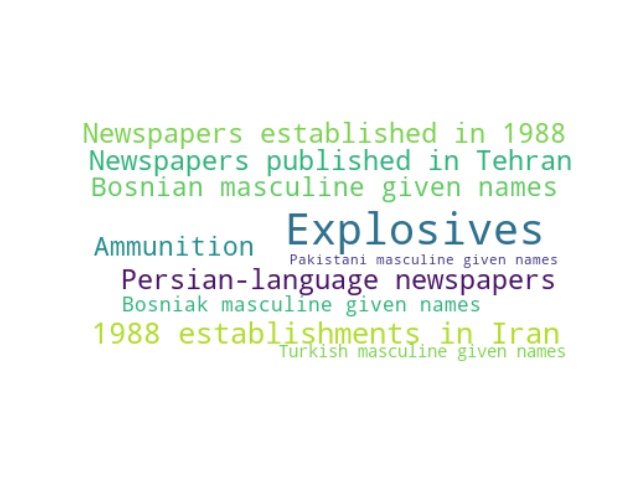 Newspapers established in 1988
Newspapers published in Tehran
Bosnian masculine given names
Explosives
Ammunition
Pakistani masculine given names
Persian-language newspapers
Bosniak masculine given names
1988 establishments in Iran
Turkish masculine given names